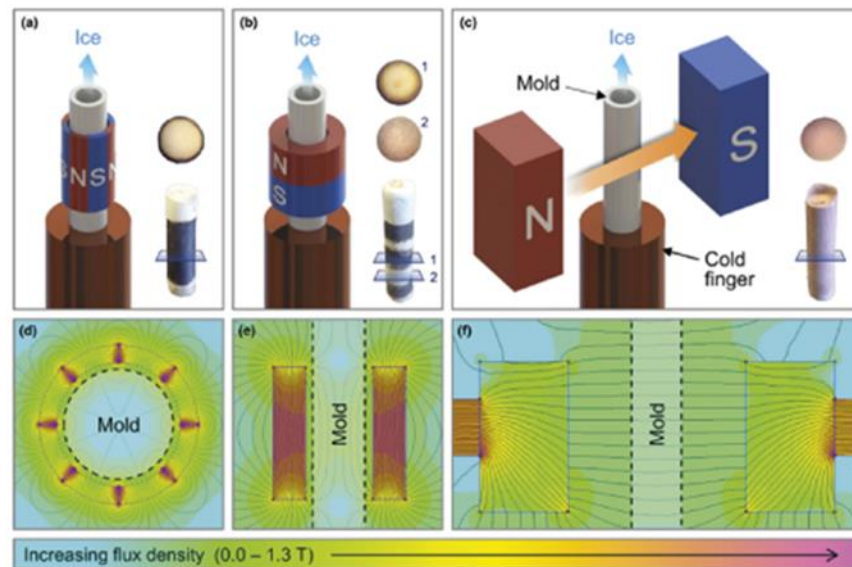 (a)
Ice
S N S N
(b)
Ice
1
2
N
S
1
2
(c)
Ice
Mold
N
S
Cold
finger
(d)
Mold
(e)
Mold
(f)
Mold
Increasing flux density (0.0 – 1.3 T)